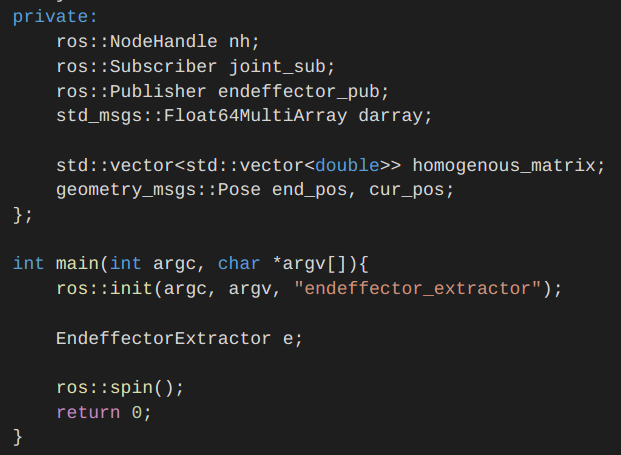 private:
    ros::NodeHandle nh;
    ros::Subscriber joint_sub;
    ros::Publisher endeffector_pub;
    std_msgs::Float64MultiArray darray;

    std::vector<std::vector<double>> homogenous_matrix;
    geometry_msgs::Pose end_pos, cur_pos;
};

int main(int argc, char *argv[]){
    ros::init(argc, argv, "endeffector_extractor");

    EndeffectorExtractor e;

    ros::spin();
    return 0;
}